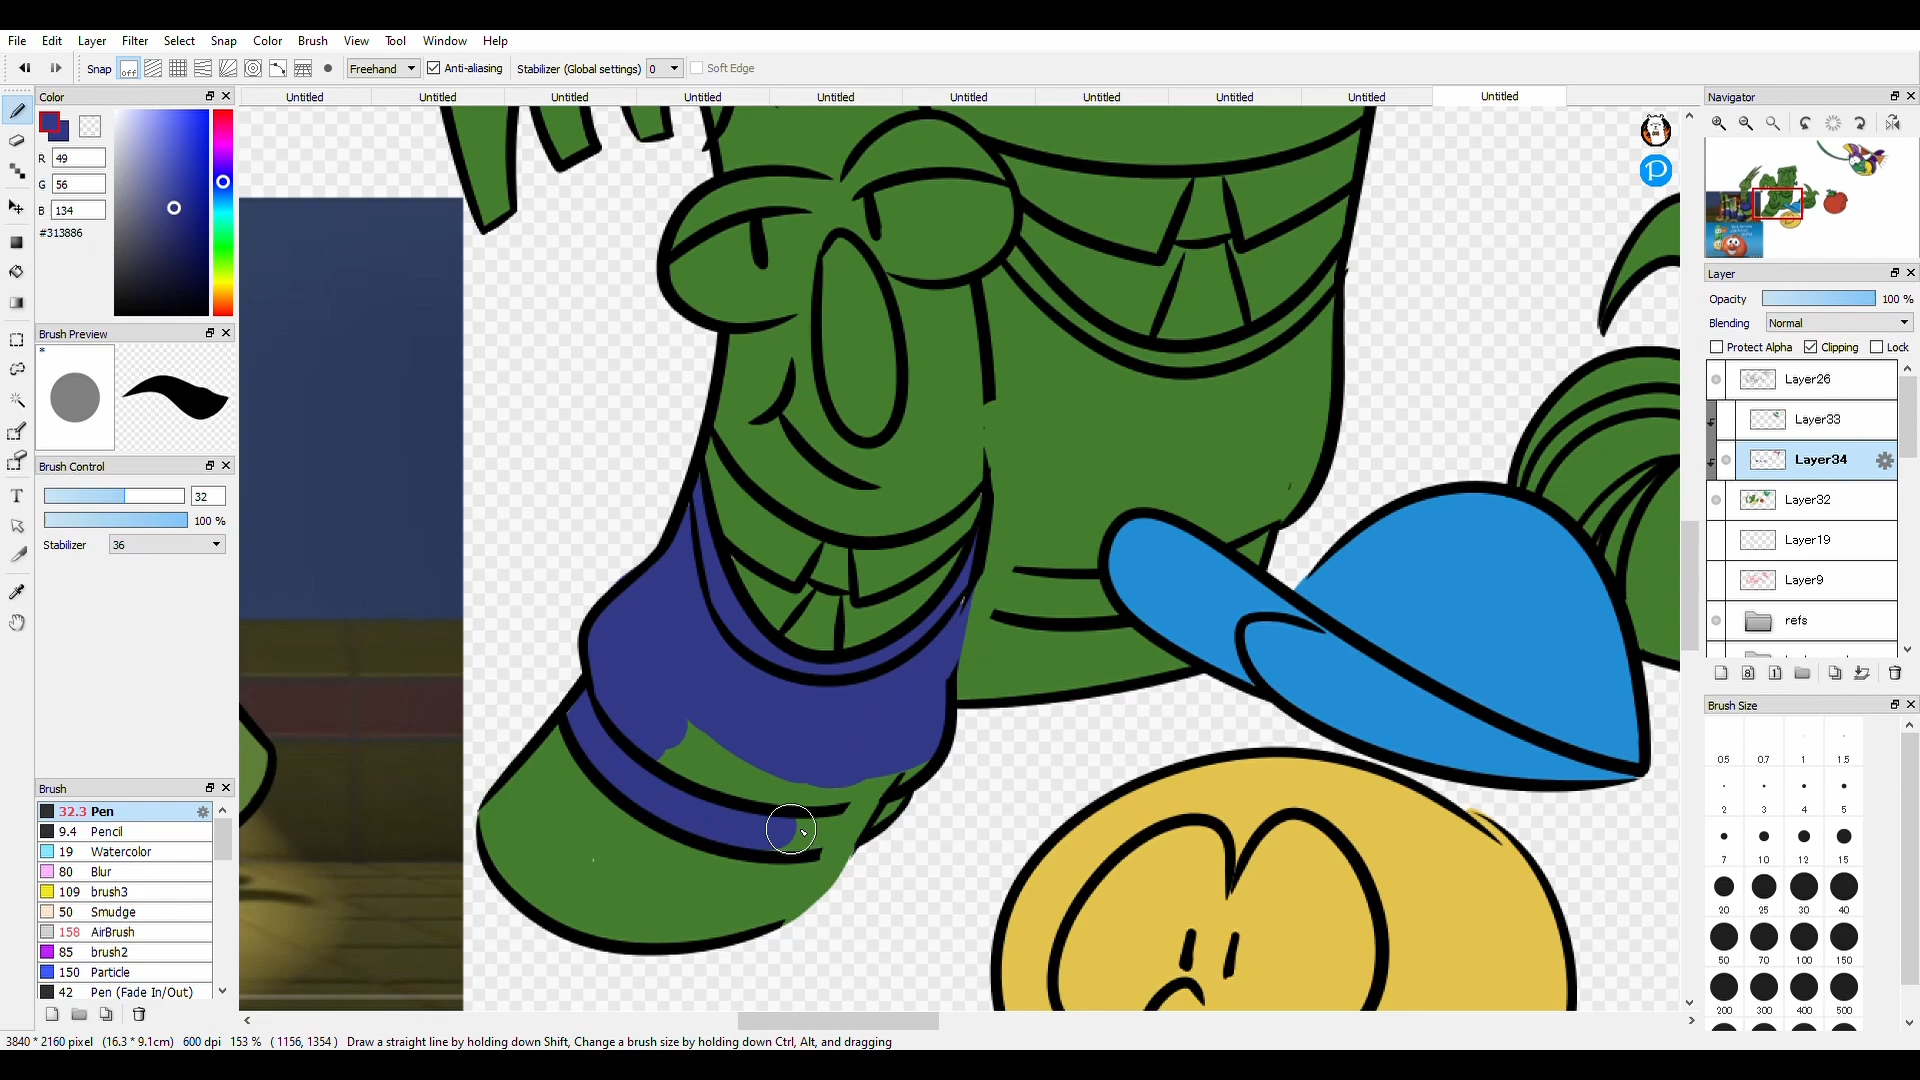 File Edit Layer Filter Select Snap Color Brush View Tool Window Help
Snap off Freehand Anti-aliasing Stabilizer (Global settings) 0 Soft Edge
Color
Untitled Untitled Untitled Untitled Untitled Untitled Untitled Untitled Untitled Untitled
Navigator
R 49
G 56
B 134
#313886
Brush Preview
*
Brush Control
32
100 %
Stabilizer 36
Brush
32.3 Pen
9.4 Pencil
19 Watercolor
80 Blur
109 brush3
50 Smudge
158 AirBrush
85 brush2
150 Particle
42 Pen (Fade In/Out)
P
Layer
Opacity 100 %
Blending Normal
Protect Alpha Clipping Lock
Layer26
Layer33
Layer34
Layer32
Layer19
Layer9
refs
8 1
Brush Size
0.5 0.7 1 1.5
2 3 4 5
7 10 12 15
20 25 30 40
50 70 100 150
200 300 400 500
T
3840 * 2160 pixel (16.3 * 9.1cm) 600 dpi 153 % ( 1156, 1354 ) Draw a straight line by holding down Shift, Change a brush size by holding down Ctrl, Alt, and dragging